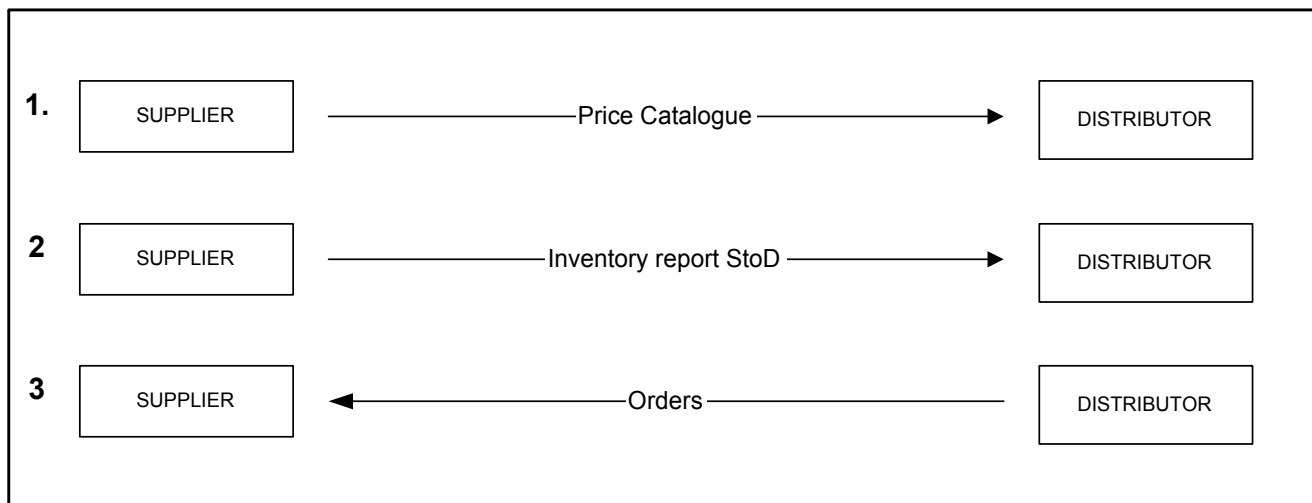 1. SUPPLIER Price Catalogue DISTRIBUTOR
2 SUPPLIER Inventory report StoD DISTRIBUTOR
3 SUPPLIER Orders DISTRIBUTOR